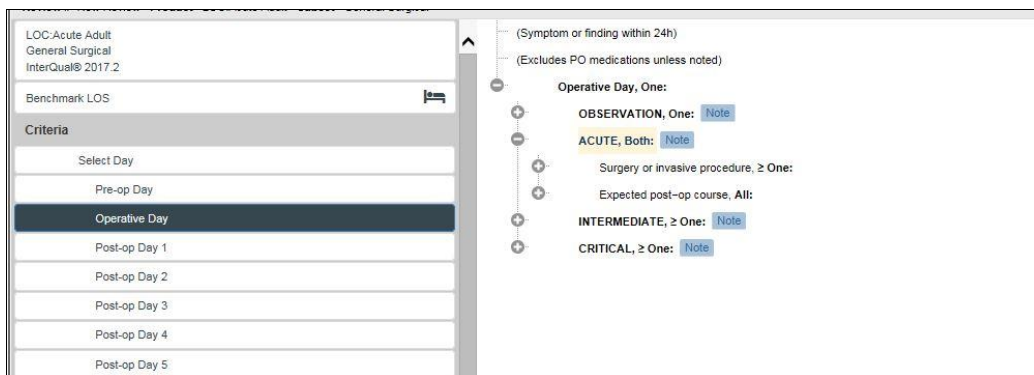 LOC:Acute Adult
General Surgical
InterQual® 2017.2
Benchmark LOS
Criteria
Select Day
Pre-op Day
Operative Day
Post-op Day 1
Post-op Day 2
Post-op Day 3
Post-op Day 4
Post-op Day 5
(Symptom or finding within 24h)
(Excludes PO medications unless noted)
Operative Day, One:
OBSERVATION, One: Note
ACUTE, Both: Note
Surgery or invasive procedure, ≥ One:
Expected post-op course, All:
INTERMEDIATE, ≥ One: Note
CRITICAL, ≥ One: Note